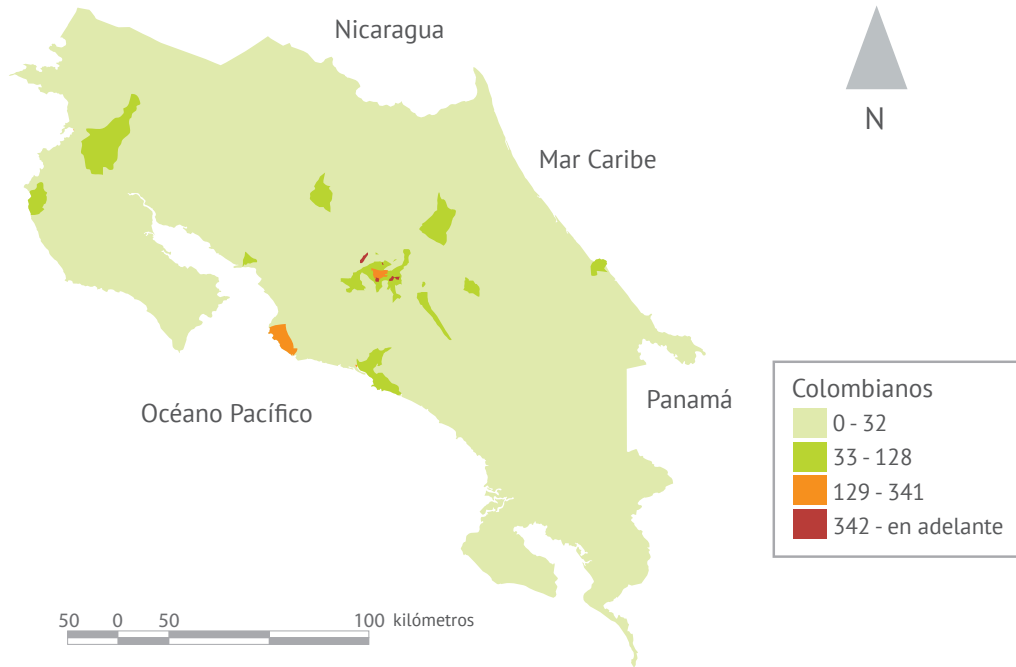 Nicaragua
N
Mar Caribe
Océano Pacífico
Panamá
Colombianos
0 - 32
33 - 128
129 - 341
342 - en adelante
50 0 50 100 kilómetros